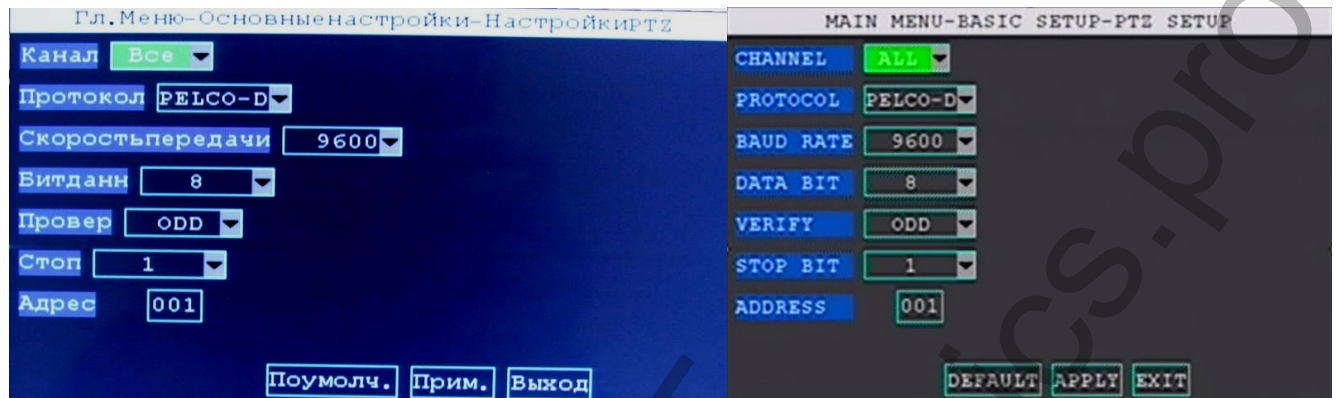 Гл.Меню-Основныенастройки-НастройкиPTZ
Канал Все
Протокол PELCO-D
Скоростьпередачи 9600
Битданн 8
Провер ODD
Стоп 1
Адрес 001
Поумолч. Прим. Выход
MAIN MENU-BASIC SETUP-PTZ SETUP
CHANNEL ALL
PROTOCOL PELCO-D
BAUD RATE 9600
DATA BIT 8
VERIFY ODD
STOP BIT 1
ADDRESS 001
DEFAULT APPLY EXIT
ics.pro